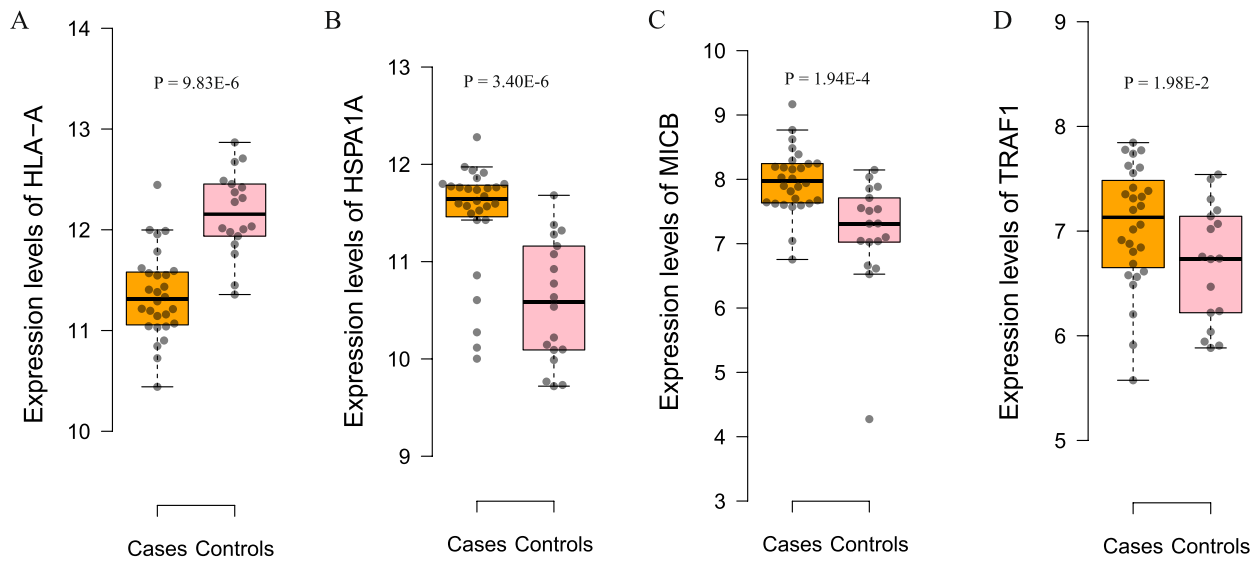 A
Expression levels of HLA−A
14
13
12
11
10
P = 9.83E-6
Cases Controls
B
Expression levels of HSPA1A
13
12
11
10
9
P = 3.40E-6
Cases Controls
C
Expression levels of MICB
10
9
8
7
6
5
4
3
P = 1.94E-4
Cases Controls
D
Expression levels of TRAF1
9
8
7
6
5
P = 1.98E-2
Cases Controls